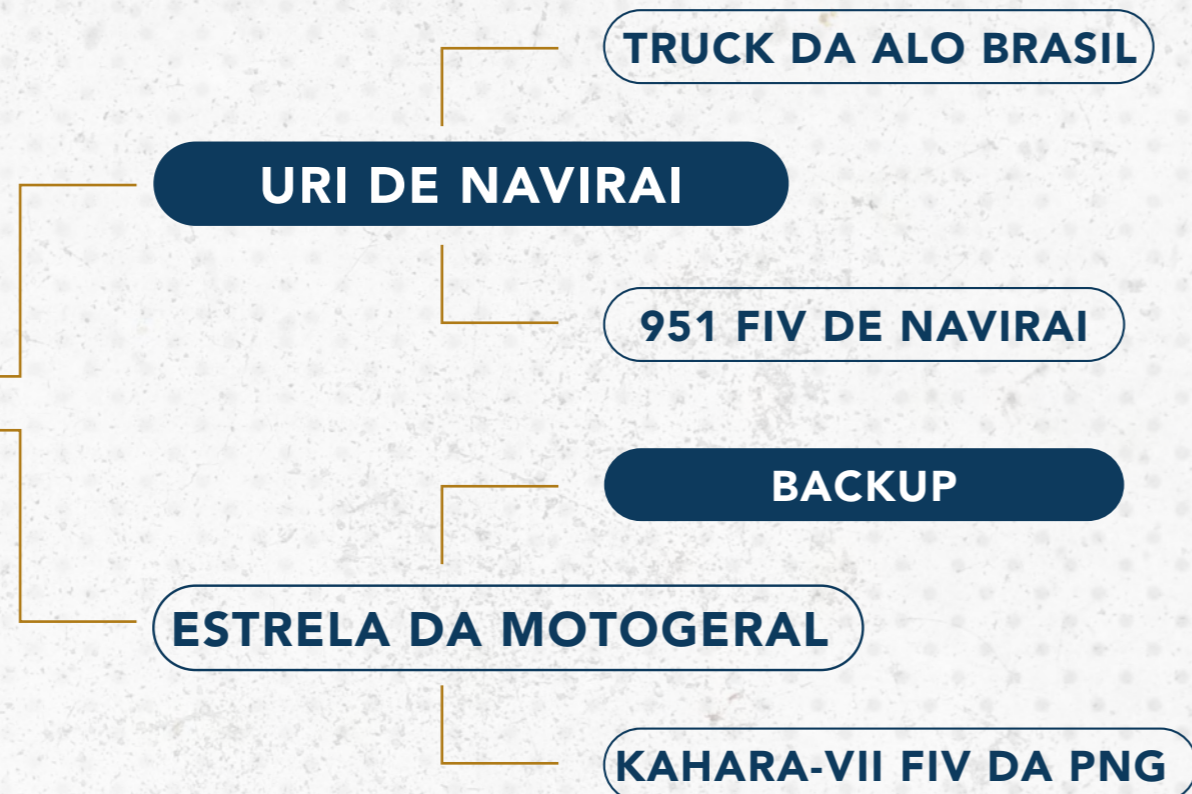 TRUCK DA ALO BRASIL
URI DE NAVIRAI
951 FIV DE NAVIRAI
BACKUP
ESTRELA DA MOTOGERAL
KAHARA-VII FIV DA PNG